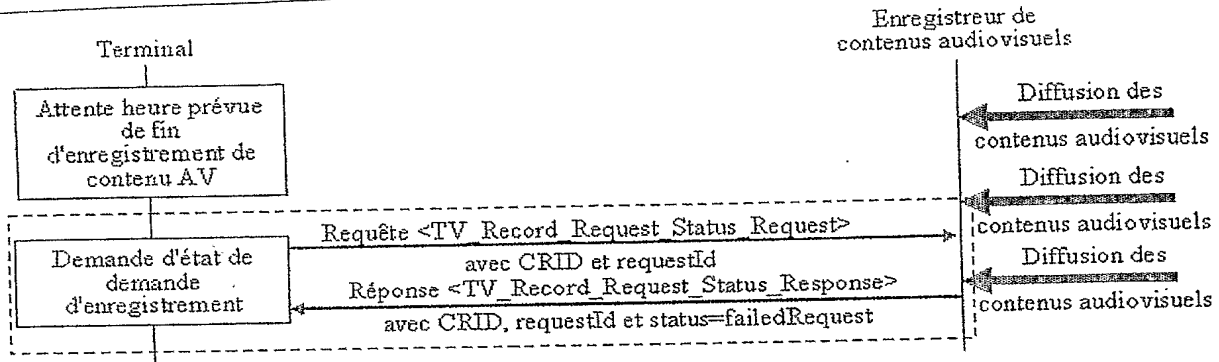 Enregistreur de
contenus audiovisuels
Terminal
Attente heure prévue
de fin
d'enregistrement de
contenu AV
Diffusion des
contenus audiovisuels
Diffusion des
contenus audiovisuels
Requête <TV_Record_Request_Status_Request>
avec CRID et requestId
Demande d'état de
demande
d'enregistrement
Réponse <TV_Record_Request_Status_Response>
avec CRID, requestId et status=failedRequest
Diffusion des
contenus audiovisuels